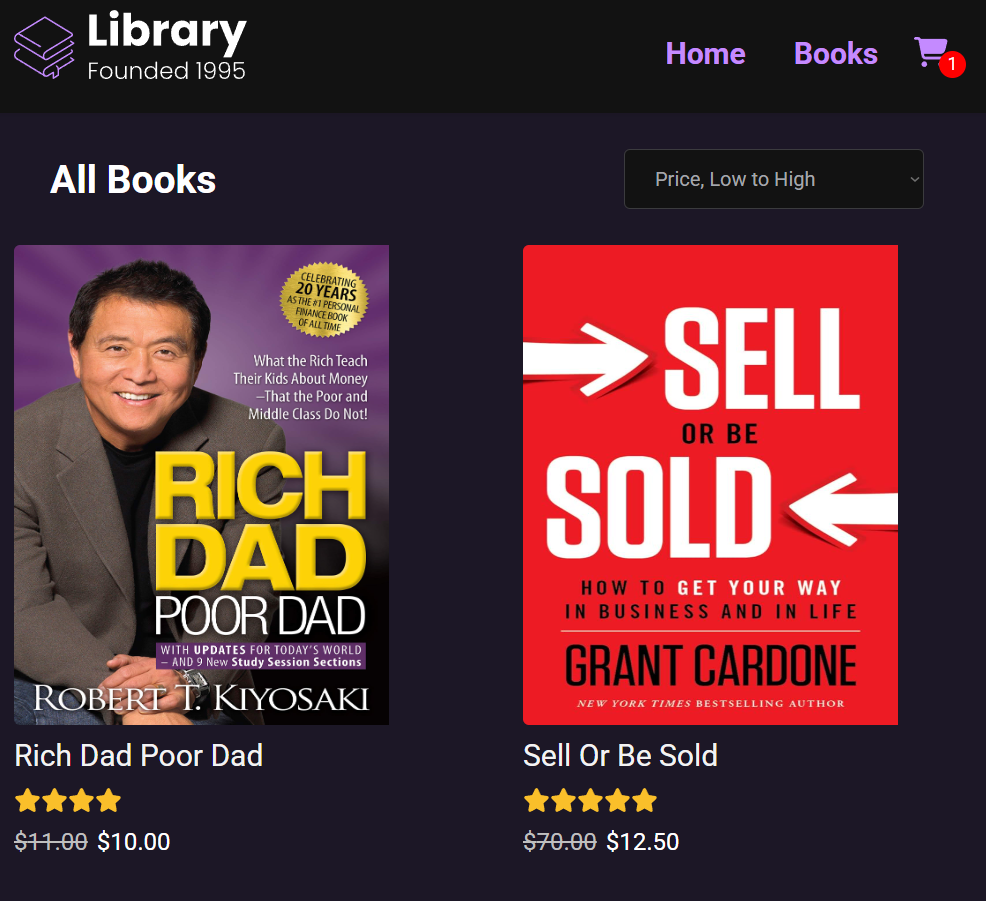 Library
Founded 1995
Home
Books
1
All Books
Price, Low to High
CELEBRATING
20 YEARS
AS THE #1 PERSONAL
FINANCE BOOK
OF ALL TIME
What the Rich Teach
Their Kids About Money
–That the Poor and
Middle Class Do Not!
RICH
DAD
POOR DAD
WITH UPDATES FOR TODAY'S WORLD
– AND 9 New Study Session Sections
ROBERT T. KIYOSAKI
Rich Dad Poor Dad
$11.00 $10.00
SELL
OR BE
SOLD
HOW TO GET YOUR WAY
IN BUSINESS AND IN LIFE
GRANT CARDONE
NEW YORK TIMES BESTSELLING AUTHOR
Sell Or Be Sold
$70.00 $12.50